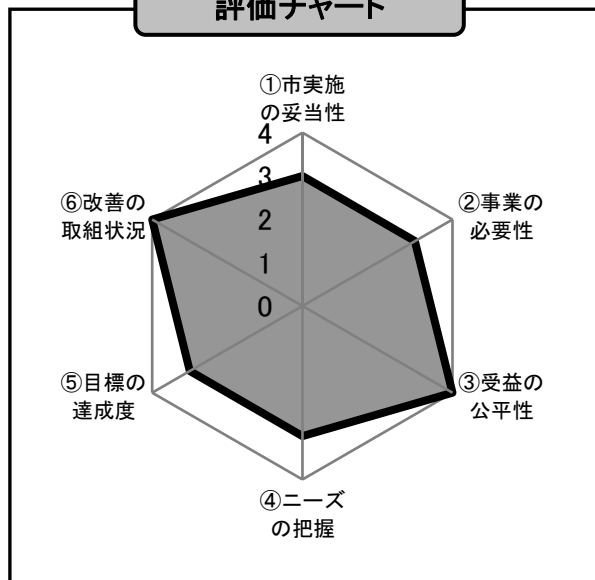 評価チャート
①市実施
の妥当性
4
3
2
1
0
②事業の
必要性
③受益の
公平性
④ニーズ
の把握
⑤目標の
達成度
⑥改善の
取組状況